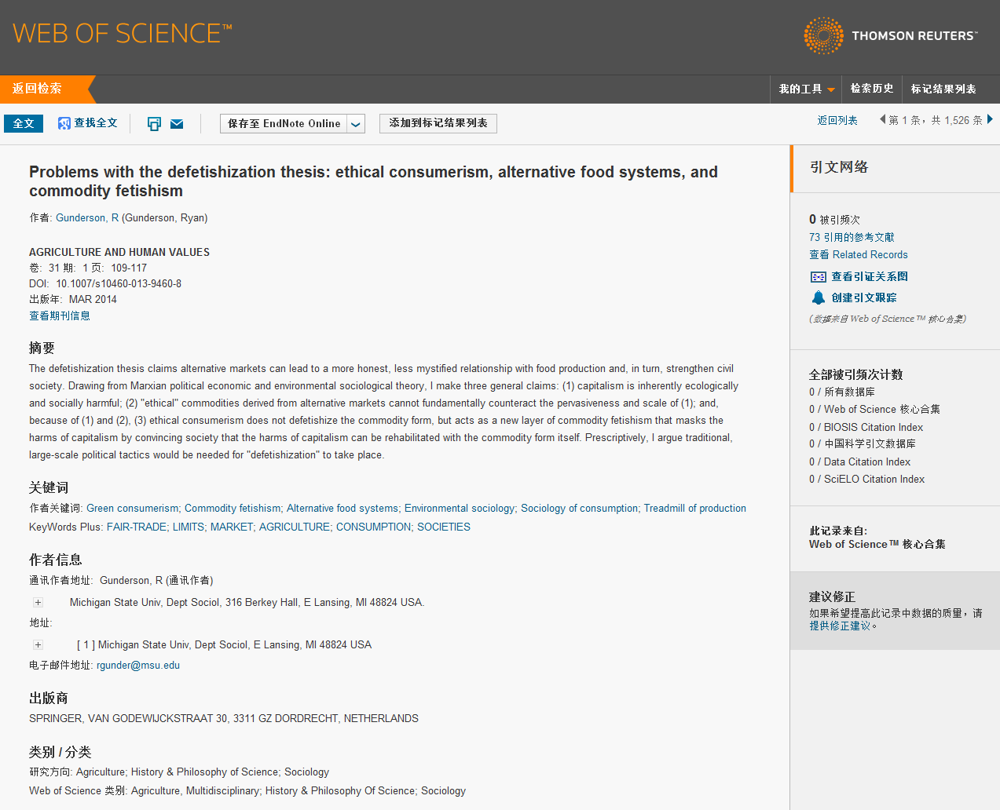 WEB OF SCIENCE™
THOMSON REUTERS™
返回检索
我的工具
检索历史
标记结果列表
全文
查找全文
保存至 EndNote Online
添加到标记结果列表
返回列表
第 1 条，共 1,526 条
Problems with the defetishization thesis: ethical consumerism, alternative food systems, and
commodity fetishism
作者: Gunderson, R (Gunderson, Ryan)
AGRICULTURE AND HUMAN VALUES
卷: 31 期: 1 页: 109-117
DOI: 10.1007/s10460-013-9460-8
出版年: MAR 2014
查看期刊信息
摘要
The defetishization thesis claims alternative markets can lead to a more honest, less mystified relationship with food production and, in turn, strengthen civil
society. Drawing from Marxian political economic and environmental sociological theory, I make three general claims: (1) capitalism is inherently ecologically
and socially harmful; (2) "ethical" commodities derived from alternative markets cannot fundamentally counteract the pervasiveness and scale of (1); and,
because of (1) and (2), (3) ethical consumerism does not defetishize the commodity form, but acts as a new layer of commodity fetishism that masks the
harms of capitalism by convincing society that the harms of capitalism can be rehabilitated with the commodity form itself. Prescriptively, I argue traditional,
large-scale political tactics would be needed for "defetishization" to take place.
关键词
作者关键词: Green consumerism; Commodity fetishism; Alternative food systems; Environmental sociology; Sociology of consumption; Treadmill of production
KeyWords Plus: FAIR-TRADE; LIMITS; MARKET; AGRICULTURE; CONSUMPTION; SOCIETIES
作者信息
通讯作者地址: Gunderson, R (通讯作者)
Michigan State Univ, Dept Sociol, 316 Berkey Hall, E Lansing, MI 48824 USA.
地址:
[ 1 ] Michigan State Univ, Dept Sociol, E Lansing, MI 48824 USA
电子邮件地址: rgunder@msu.edu
出版商
SPRINGER, VAN GODEWIJCKSTRAAT 30, 3311 GZ DORDRECHT, NETHERLANDS
类别 / 分类
研究方向: Agriculture; History & Philosophy of Science; Sociology
Web of Science 类别: Agriculture, Multidisciplinary; History & Philosophy Of Science; Sociology
引文网络
0 被引频次
73 引用的参考文献
查看 Related Records
查看引证关系图
创建引文跟踪
(数据来自 Web of Science™ 核心合集)
全部被引频次计数
0 / 所有数据库
0 / Web of Science 核心合集
0 / BIOSIS Citation Index
0 / 中国科学引文数据库
0 / Data Citation Index
0 / SciELO Citation Index
此记录来自:
Web of Science™ 核心合集
建议修正
如果希望提高此记录中数据的质量，请
提供修正建议。